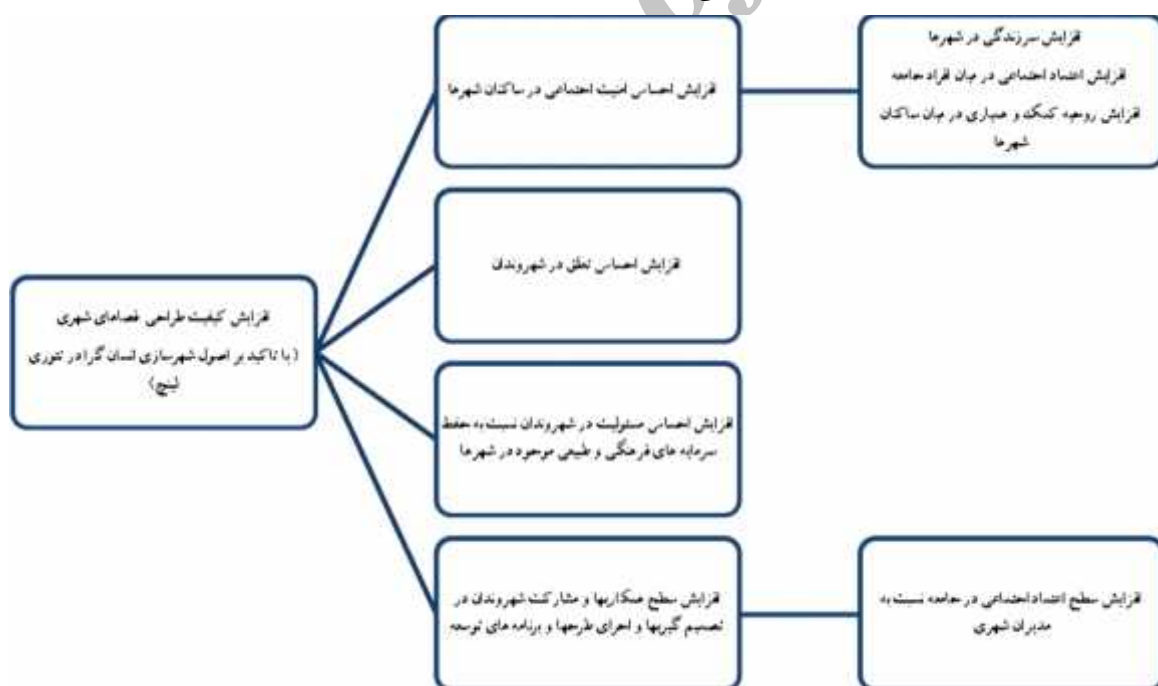 افزایش کیفیت طراحی فضاهای شهری
( با تاکید بر اصول شهرسازی انسان گرا در تئوری
لینچ)
افزایش احساس امنیت اجتماعی در ساکنان شهرها
افزایش سرزندگی در شهرها
افزایش اعتماد اجتماعی در میان افراد جامعه
افزایش روحیه کمک و همیاری در میان ساکنان
شهرها
افزایش احساس تعلق در شهروندان
افزایش احساس مسئولیت در شهروندان نسبت به حفظ
سرمایه های فرهنگی و طبیعی موجود در شهرها
افزایش سطح همکاریها و مشارکت شهروندان در
تصمیم گیریها و اجرای طرحها و برنامه های توسعه
افزایش سطح اعتماد اجتماعی در جامعه نسبت به
مدیران شهری